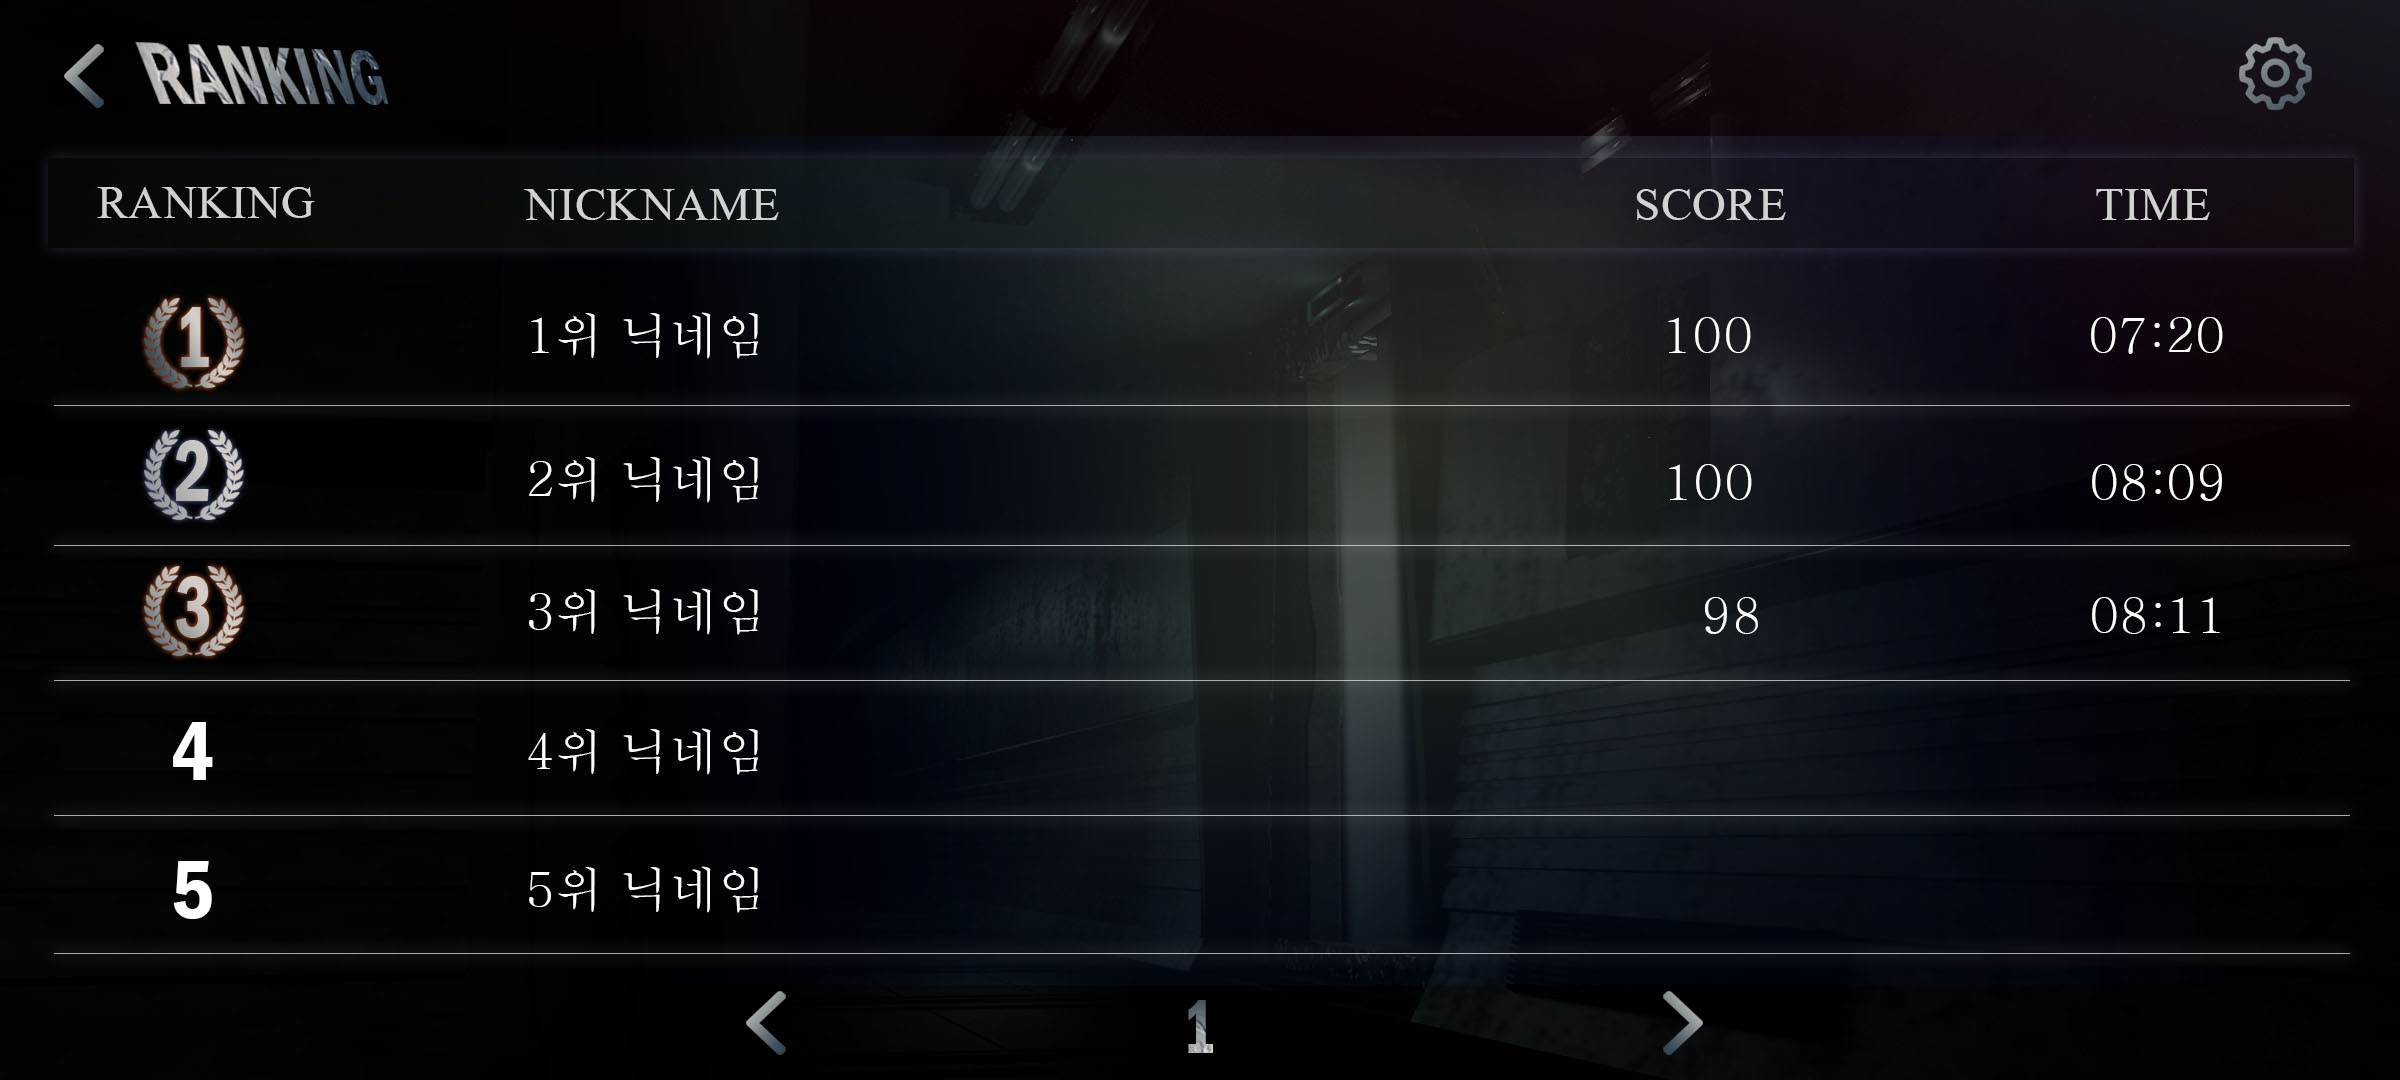 RANKING
RANKING NICKNAME SCORE TIME
1 1위 닉네임 100 07:20
2 2위 닉네임 100 08:09
3 3위 닉네임 98 08:11
4 4위 닉네임
5 5위 닉네임
1